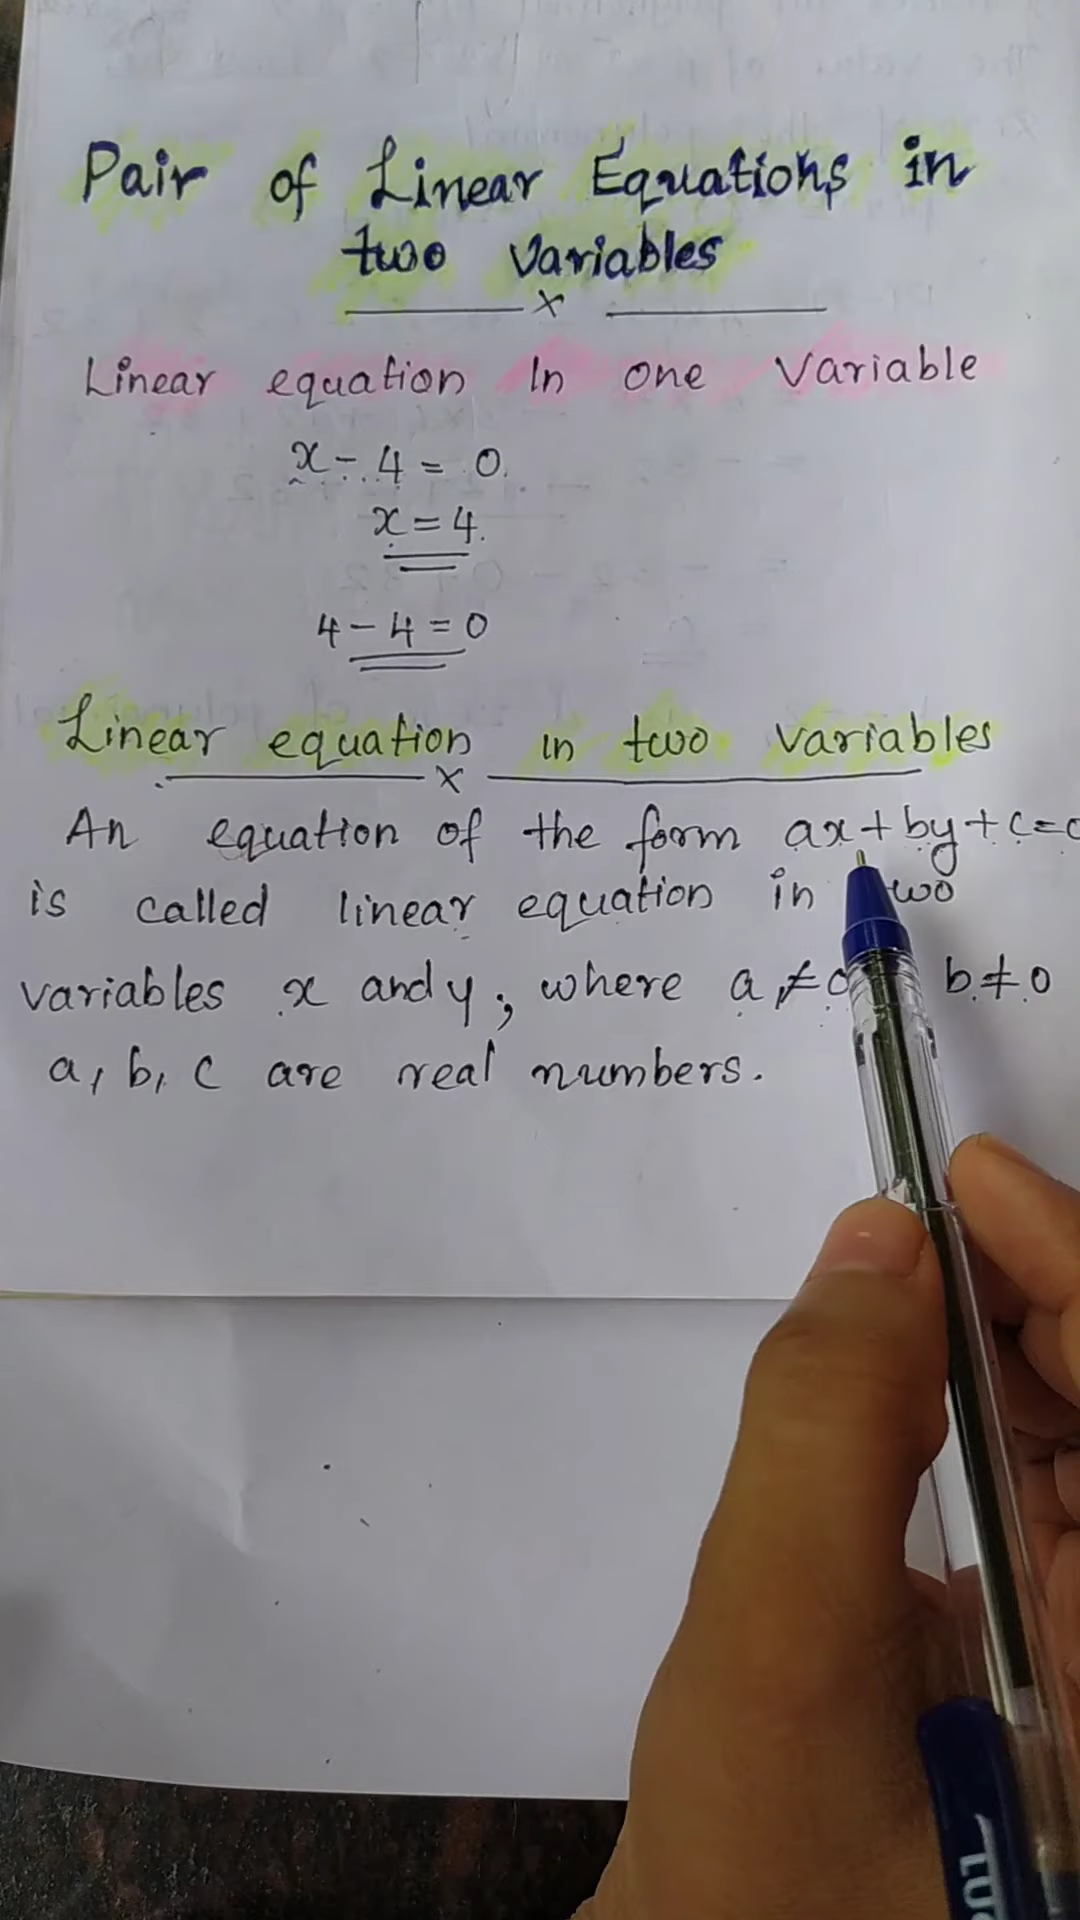 Pair of Linear Equations in
two variables
x
Linear equation In one variable
x - 4 = 0.
x = 4.
4 - 4 = 0
Linear equation in two variables
x
An equation of the form ax + by + c = 0
is called linear equation in two
variables x and y, where a ≠ 0 b ≠ 0
a, b, c are real numbers.